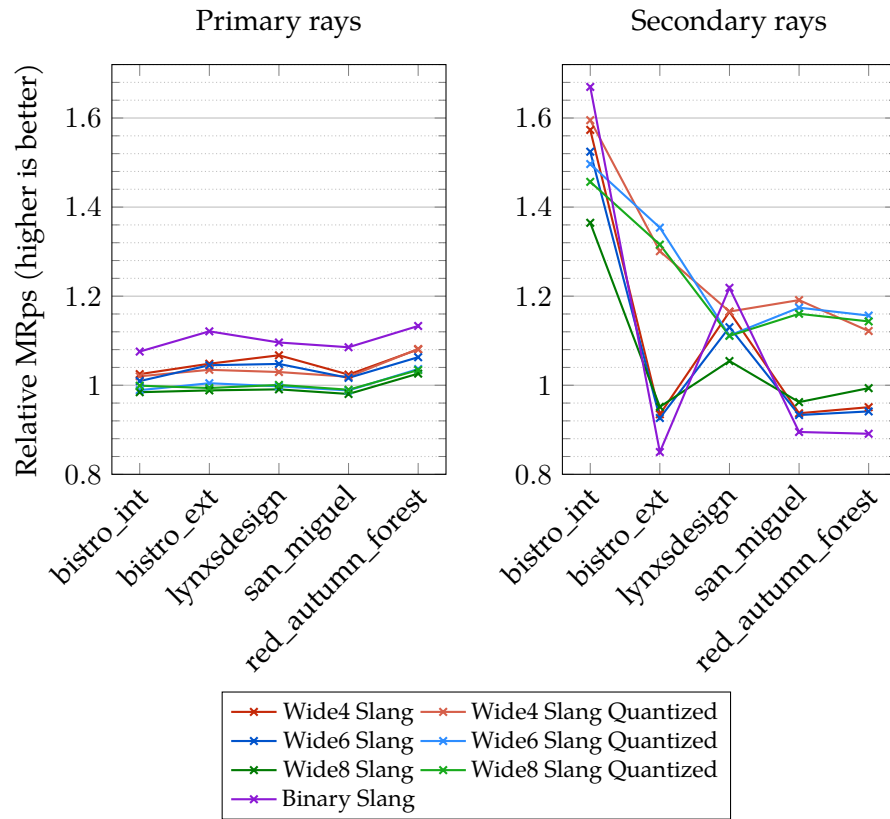 Primary rays
Secondary rays
Relative MRps (higher is better)
1.6
1.4
1.2
1
0.8
bistro_int
bistro_ext
lynxsdesign
san_miguel
red_autumn_forest
1.6
1.4
1.2
1
0.8
bistro_int
bistro_ext
lynxsdesign
san_miguel
red_autumn_forest
Wide4 Slang
Wide4 Slang Quantized
Wide6 Slang
Wide6 Slang Quantized
Wide8 Slang
Wide8 Slang Quantized
Binary Slang